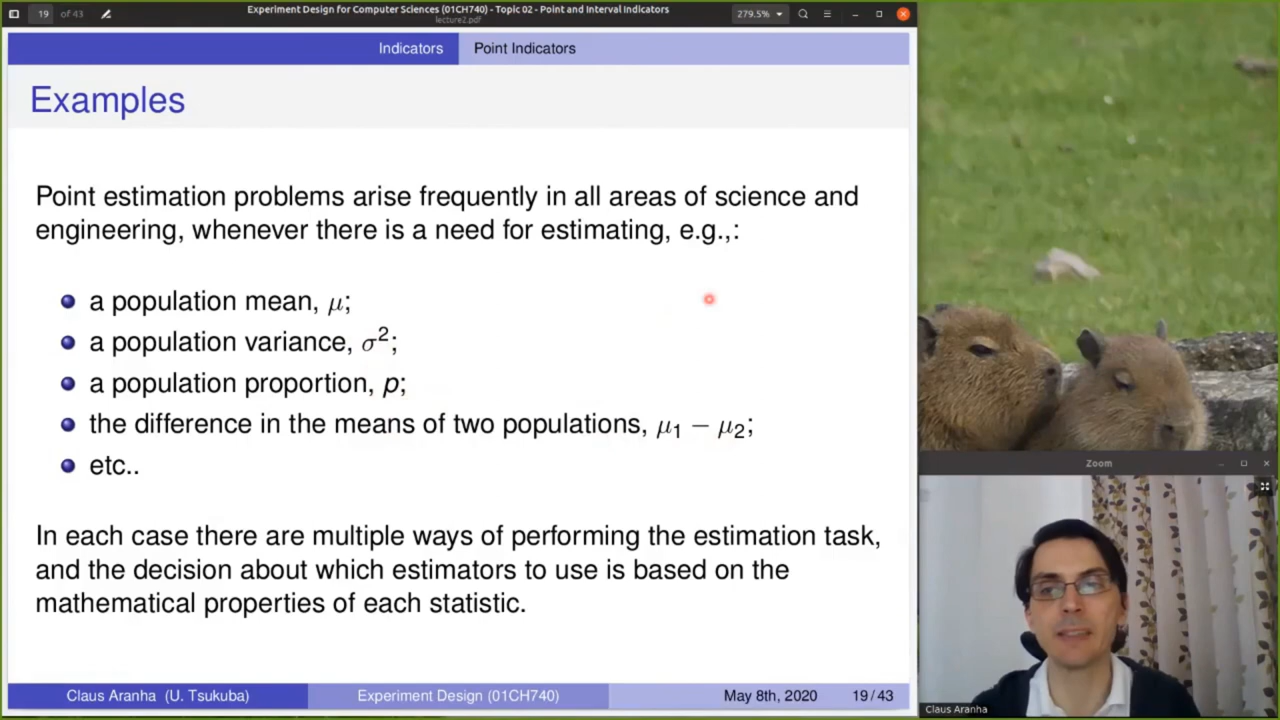 19 of 43
Experiment Design for Computer Sciences (01CH740) - Topic 02 - Point and Interval Indicators
lecture2.pdf
279.5%
Indicators Point Indicators
Examples
Point estimation problems arise frequently in all areas of science and
engineering, whenever there is a need for estimating, e.g.,:
a population mean, μ;
a population variance, σ²;
a population proportion, p;
the difference in the means of two populations, μ₁ − μ₂;
etc..
In each case there are multiple ways of performing the estimation task,
and the decision about which estimators to use is based on the
mathematical properties of each statistic.
Claus Aranha (U. Tsukuba) Experiment Design (01CH740) May 8th, 2020 19 / 43
Zoom
Claus Aranha